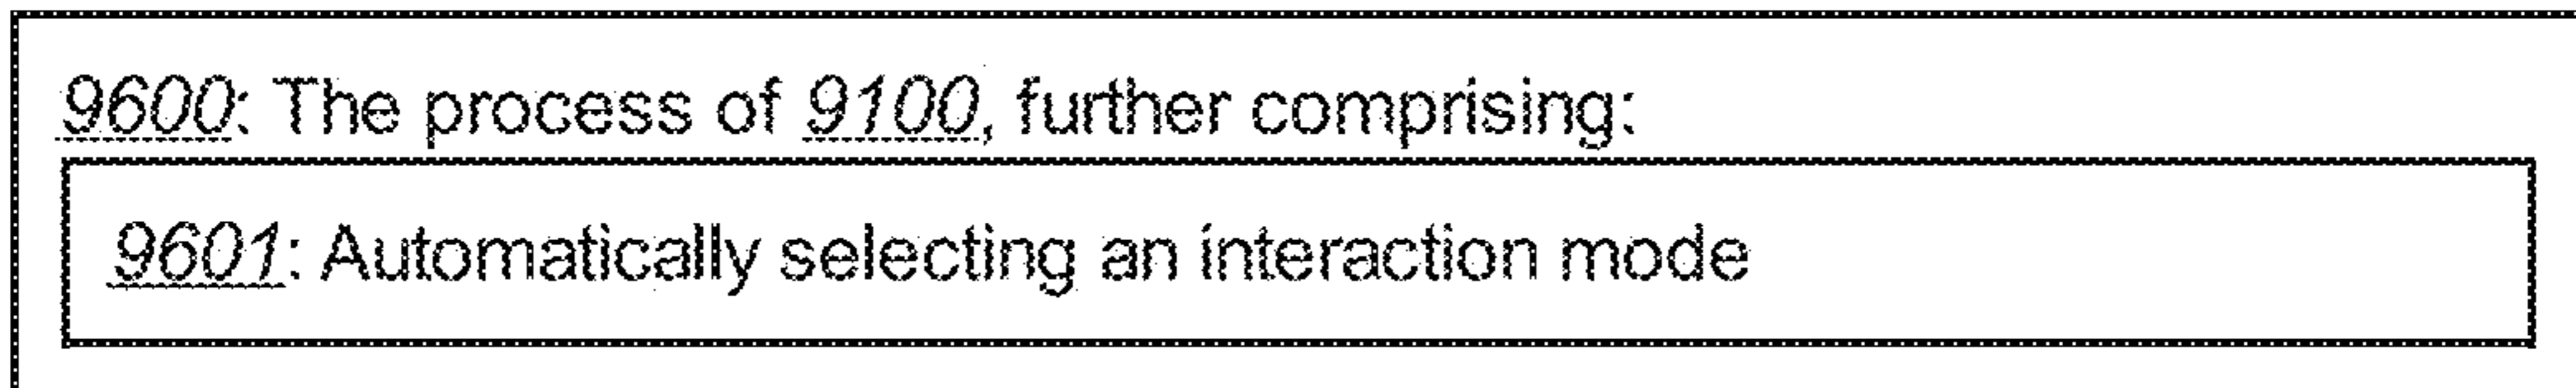 9600: The process of 9100, further comprising:
9601: Automatically selecting an interaction mode